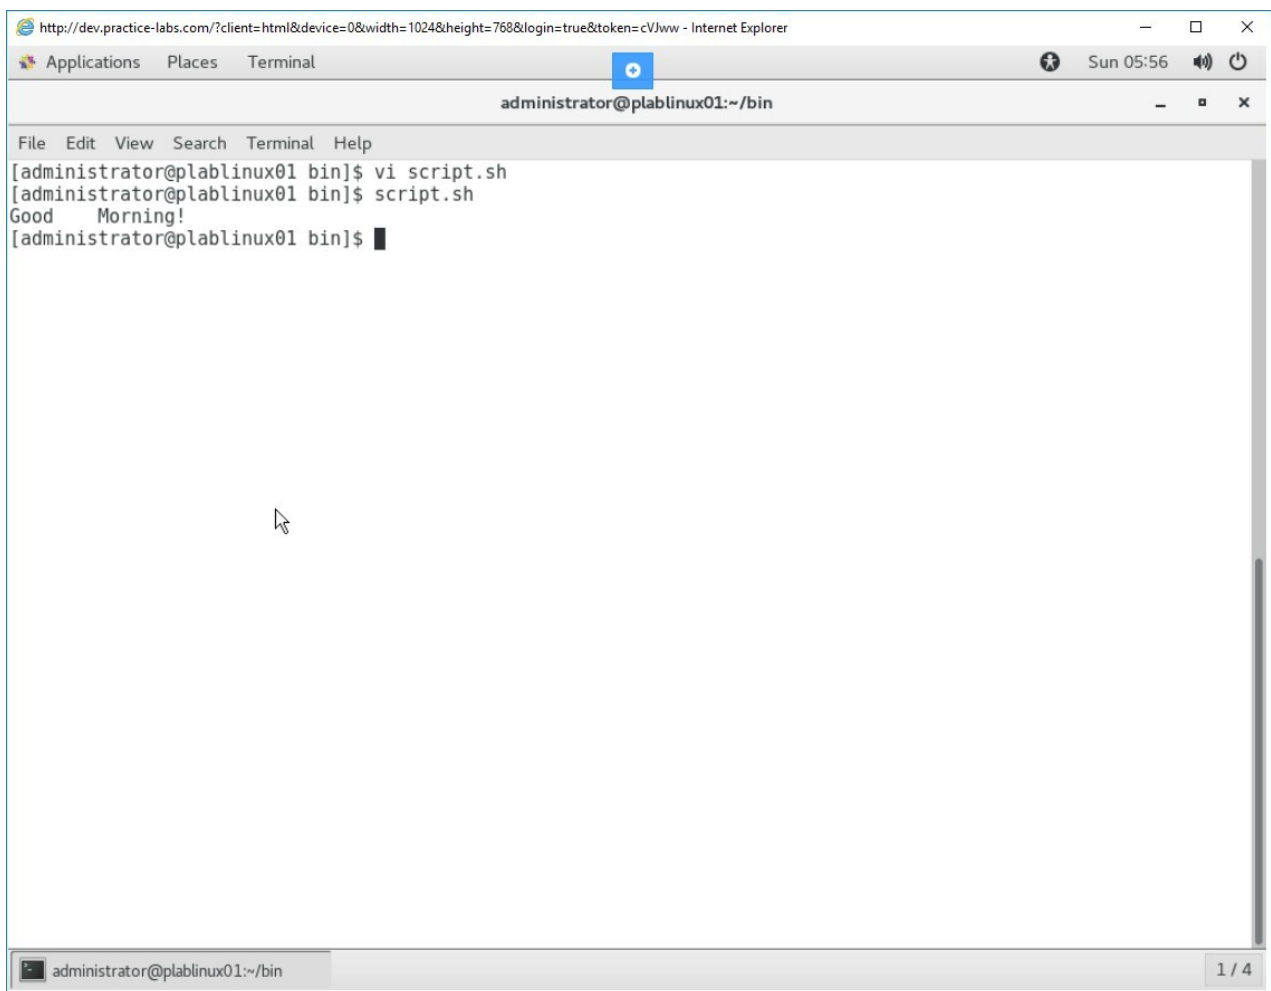 http://dev.practice-labs.com/?client=html&device=0&width=1024&height=768&login=true&token=cVJww - Internet Explorer
Applications Places Terminal Sun 05:56
administrator@plablinux01:~/bin
File Edit View Search Terminal Help
[administrator@plablinux01 bin]$ vi script.sh
[administrator@plablinux01 bin]$ script.sh
Good    Morning!
[administrator@plablinux01 bin]$
administrator@plablinux01:~/bin 1 / 4